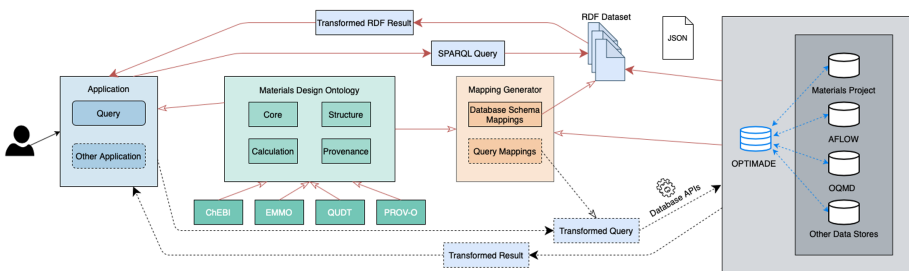 Transformed RDF Result
RDF Dataset
JSON
SPARQL Query
Application
Query
Other Application
Materials Design Ontology
Core
Structure
Calculation
Provenance
Mapping Generator
Database Schema
Mappings
Query Mappings
ChEBI
EMMO
QUDT
PROV-O
Transformed Query
Transformed Result
Database APIs
OPTIMADE
Materials Project
AFLOW
OQMD
Other Data Stores